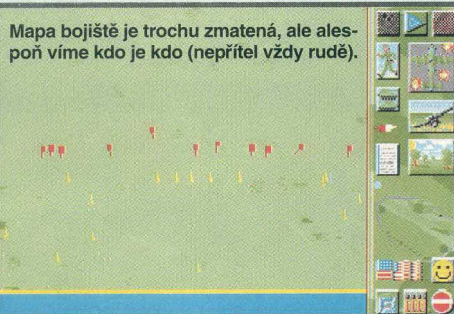 Mapa bojiště je trochu zmatená, ale ales-
poň víme kdo je kdo (nepřítel vždy rudě).